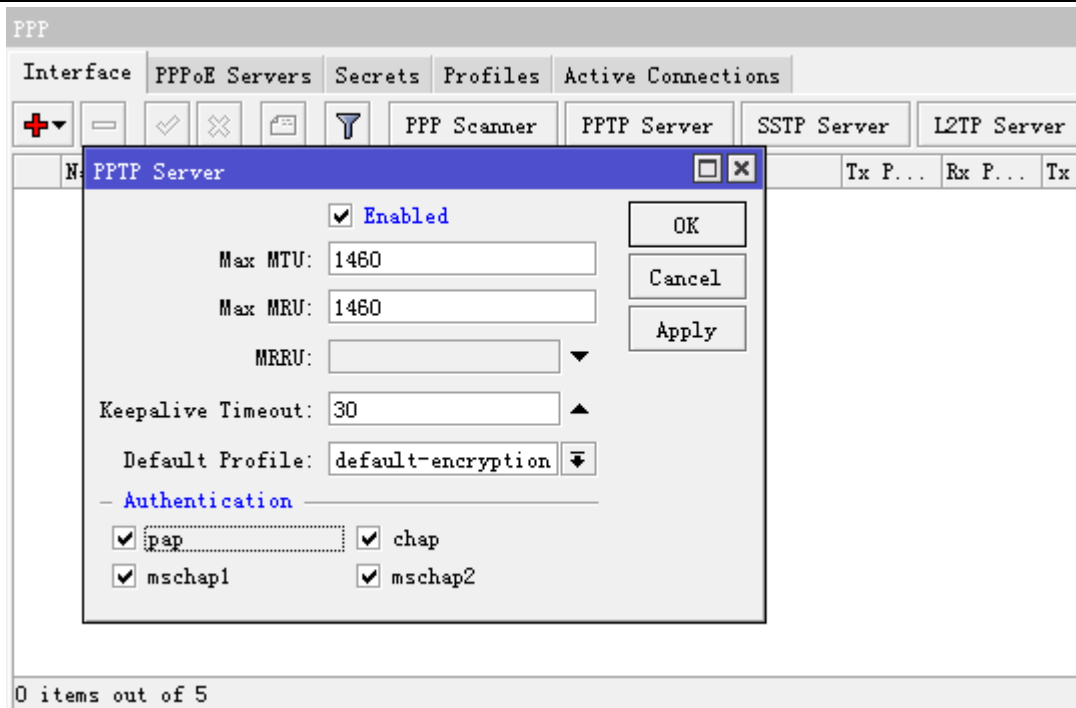 PPP
Interface PPPoE Servers Secrets Profiles Active Connections
PPP Scanner PPTP Server SSTP Server L2TP Server
Tx P... Rx P... Tx
PPTP Server
Enabled
OK
Max MTU: 1460
Cancel
Max MRU: 1460
Apply
MRRU:
Keepalive Timeout: 30
Default Profile: default-encryption
Authentication
pap chap
mschap1 mschap2
0 items out of 5